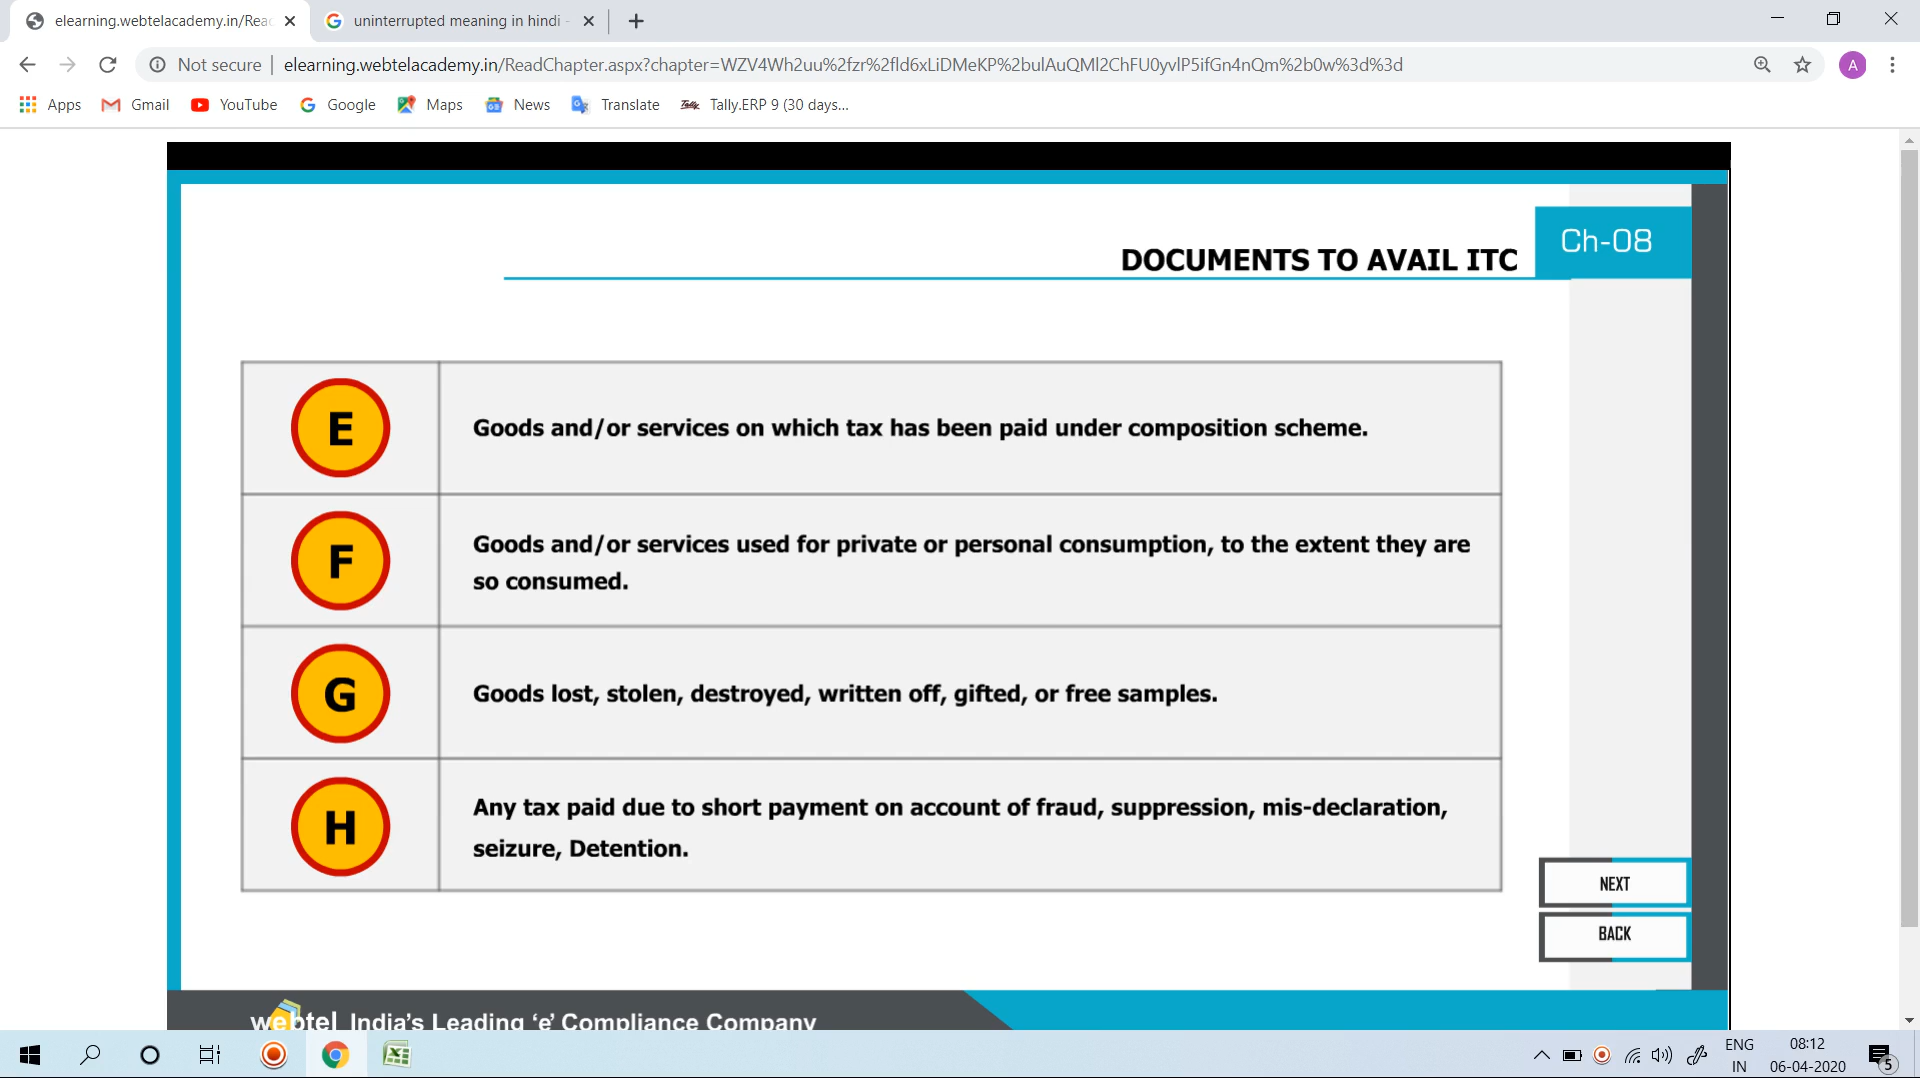 elearning.webtelacademy.in/Read
uninterrupted meaning in hindi -
Not secure
elearning.webtelacademy.in/ReadChapter.aspx?chapter=WZV4Wh2uu%2fzr%2fld6xLiDMeKP%2bulAuQMl2ChFU0yvlP5ifGn4nQm%2b0w%3d%3d
A
Apps
Gmail
YouTube
Google
Maps
News
Translate
Tally
Tally.ERP 9 (30 days...
DOCUMENTS TO AVAIL ITC
Ch-08
E
Goods and/or services on which tax has been paid under composition scheme.
F
Goods and/or services used for private or personal consumption, to the extent they are
so consumed.
G
Goods lost, stolen, destroyed, written off, gifted, or free samples.
H
Any tax paid due to short payment on account of fraud, suppression, mis-declaration,
seizure, Detention.
NEXT
BACK
webtel India's Leading 'e' Compliance Company
ENG
IN
08:12
06-04-2020
5